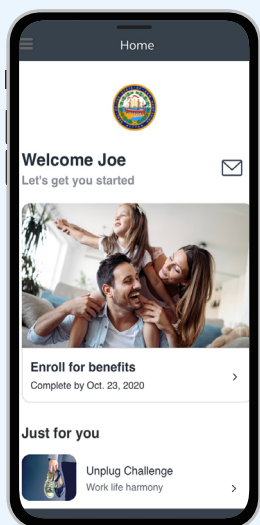 Home
Welcome Joe
Let's get you started
Enroll for benefits
Complete by Oct. 23, 2020
Just for you
Unplug Challenge
Work life harmony